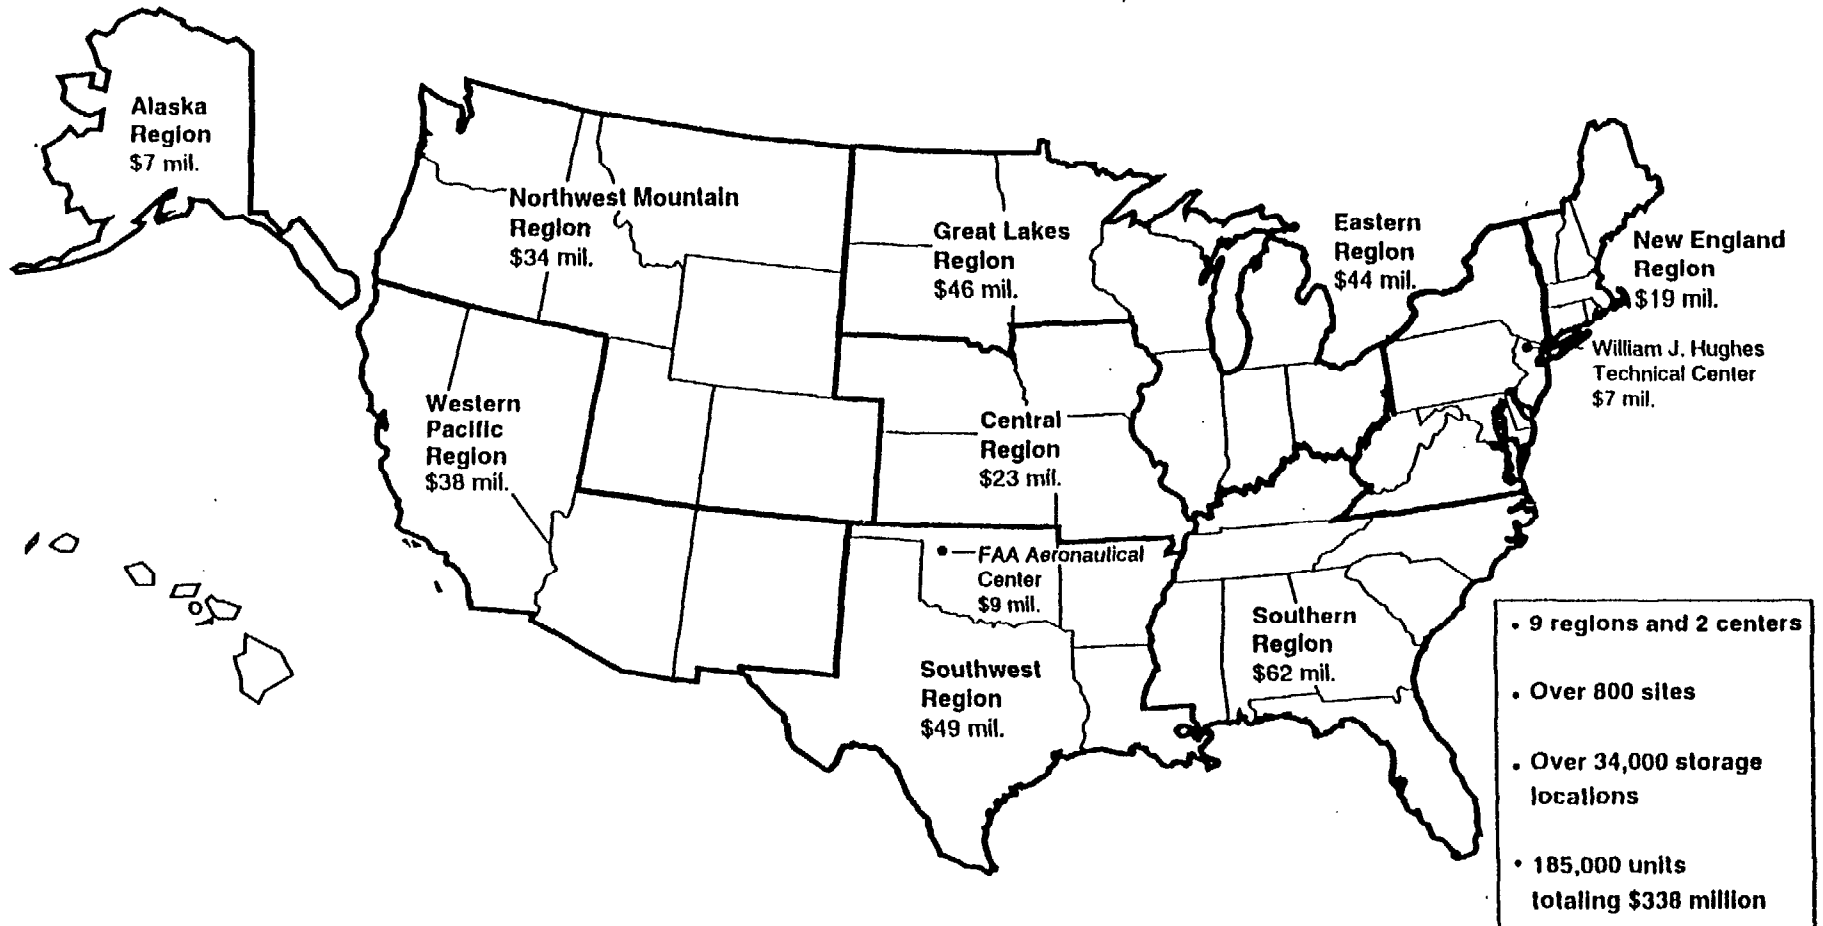 Alaska
Region
$7 mil.
Northwest Mountain
Region
$34 mil.
Great Lakes
Region
$46 mil.
Eastern
Region
$44 mil.
New England
Region
$19 mil.
William J. Hughes
Technical Center
$7 mil.
Western
Pacific
Region
$38 mil.
Central
Region
$23 mil.
FAA Aeronautical
Center
$9 mil.
Southwest
Region
$49 mil.
Southern
Region
$62 mil.
• 9 regions and 2 centers
• Over 800 sites
• Over 34,000 storage
locations
• 185,000 units
totaling $338 million